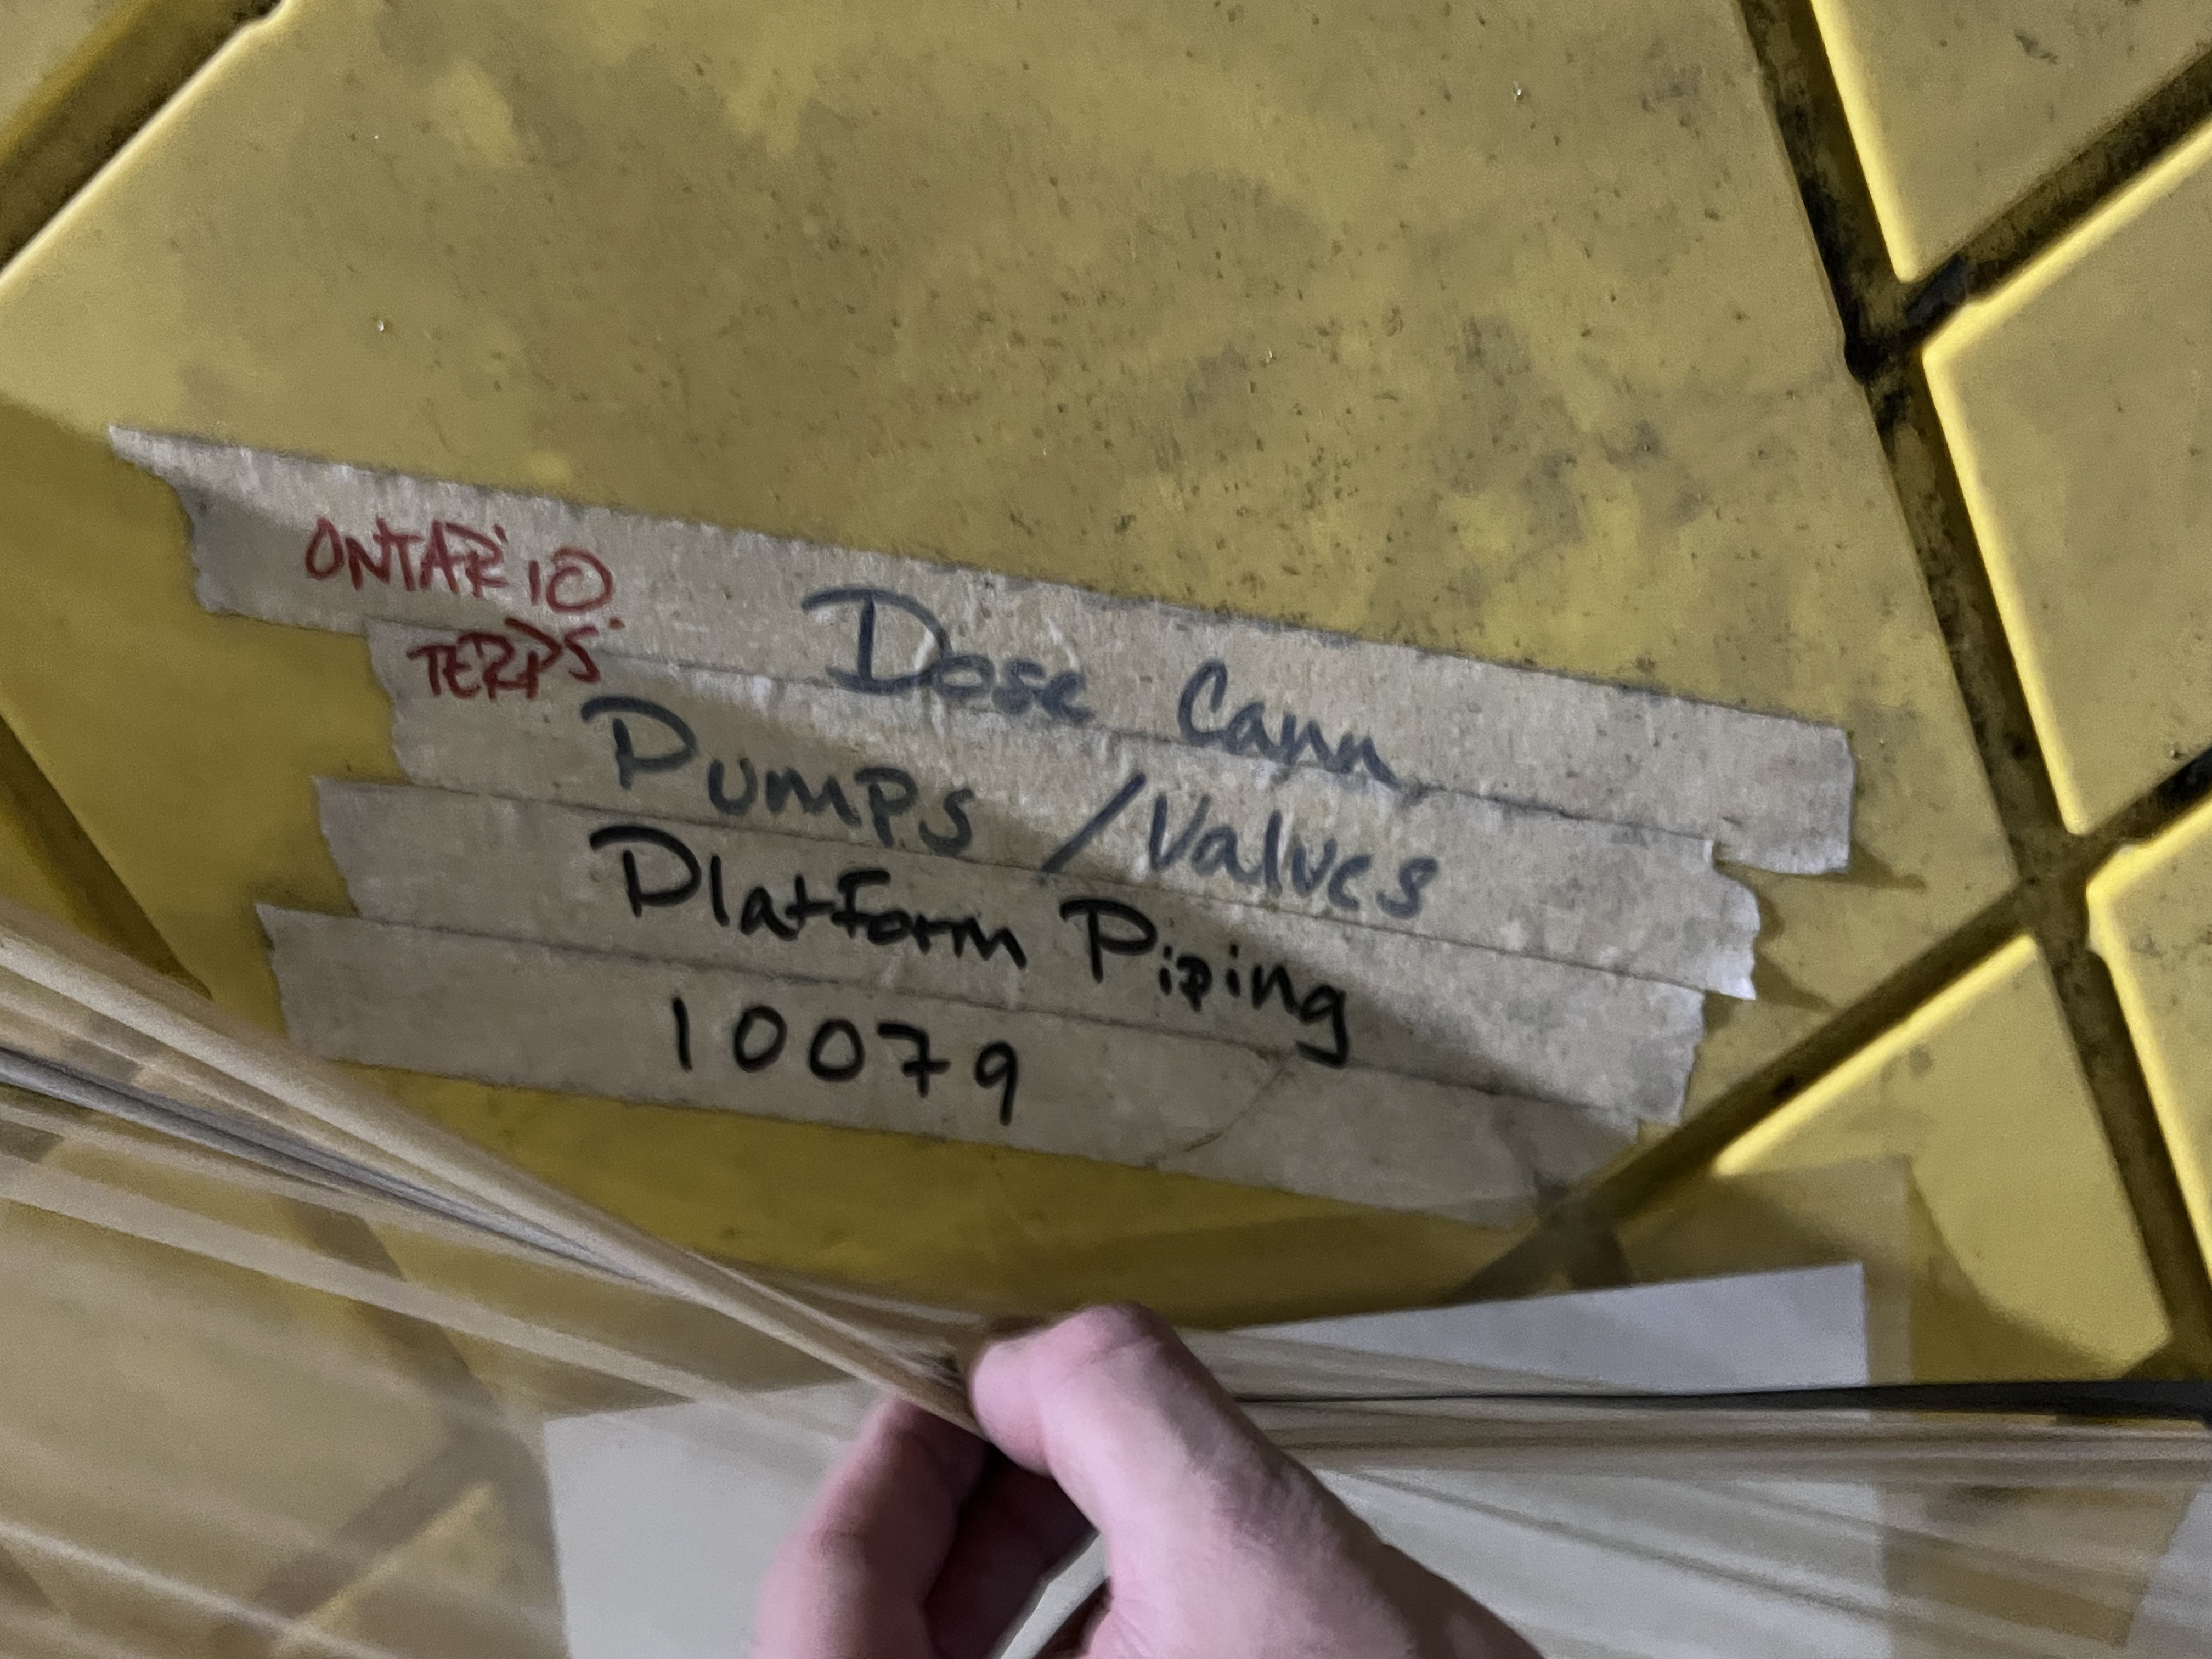 ONTARIO
TERPS
Dose Cann
Pumps / Valves
Platform Piping
10079